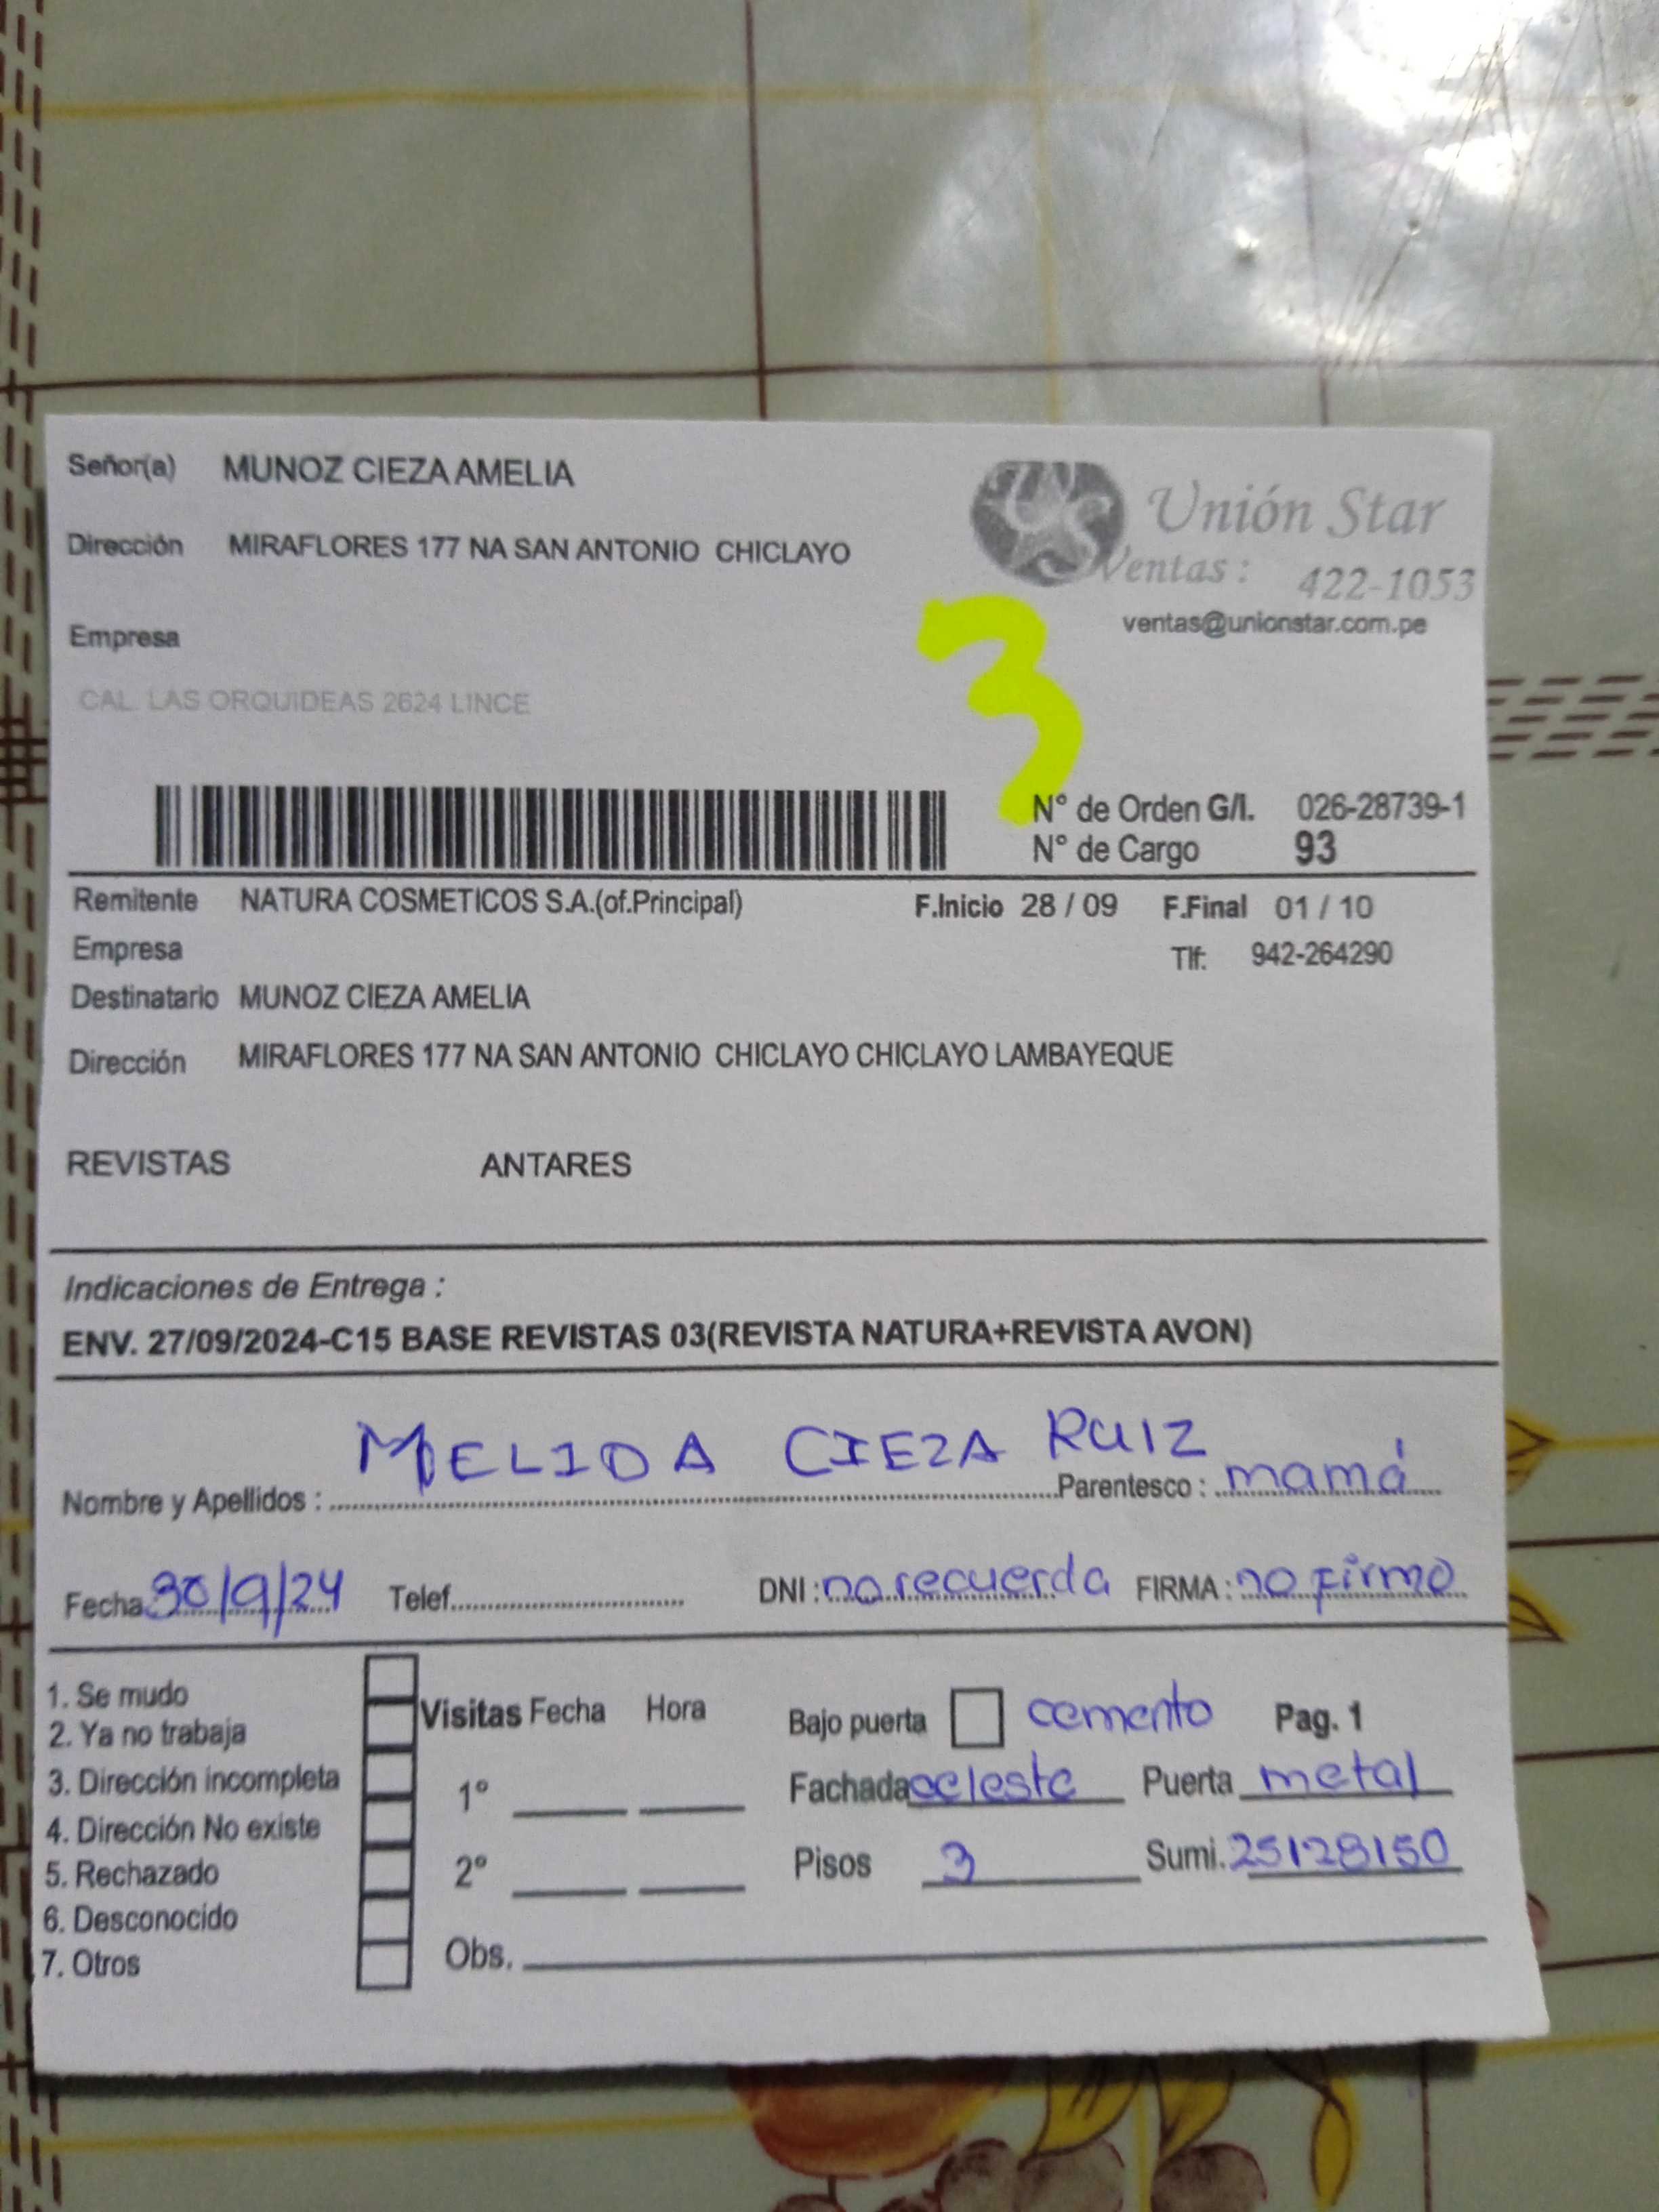 Señor(a) MUNOZ CIEZA AMELIA
Unión Star
Dirección MIRAFLORES 177 NA SAN ANTONIO CHICLAYO
Ventas : 422-1053
ventas@unionstar.com.pe
Empresa
3
CAL. LAS ORQUIDEAS 2624 LINCE
N° de Orden G/I. 026-28739-1
N° de Cargo 93
Remitente NATURA COSMETICOS S.A.(of.Principal) F.Inicio 28 / 09 F.Final 01 / 10
Empresa Tlf: 942-264290
Destinatario MUNOZ CIEZA AMELIA
Dirección MIRAFLORES 177 NA SAN ANTONIO CHICLAYO CHICLAYO LAMBAYEQUE
REVISTAS ANTARES
Indicaciones de Entrega :
ENV. 27/09/2024-C15 BASE REVISTAS 03(REVISTA NATURA+REVISTA AVON)
Nombre y Apellidos : MELIDA CIEZA RUIZ Parentesco : mamá
Fecha 30/9/24 Telef. DNI : no recuerda FIRMA : no firmo
1. Se mudo
2. Ya no trabaja
3. Dirección incompleta
4. Dirección No existe
5. Rechazado
6. Desconocido
7. Otros
Visitas Fecha Hora
1°
2°
Bajo puerta cemento Pag. 1
Fachada celeste Puerta metal
Pisos 3 Sumi. 25128150
Obs.